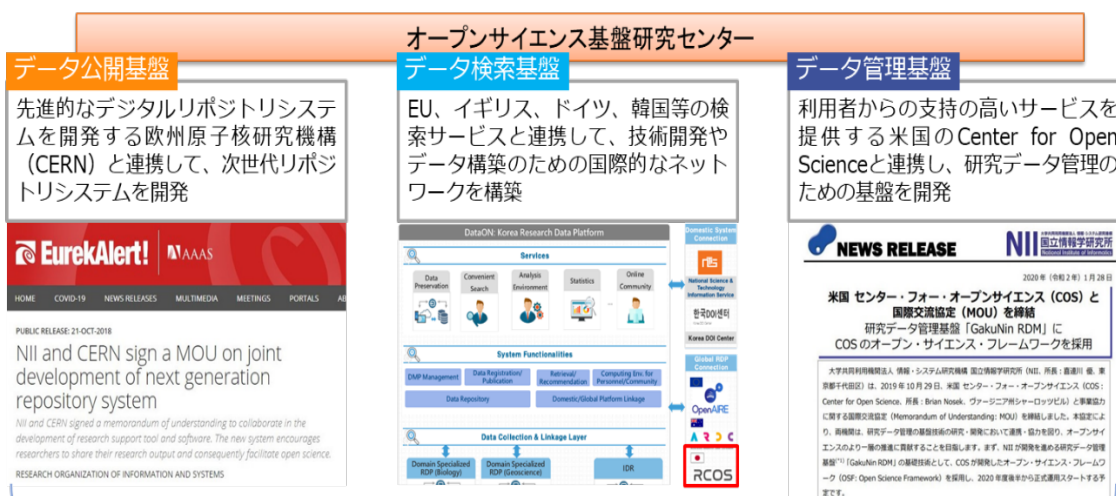 オープンサイエンス基盤研究センター
データ公開基盤
先進的なデジタルリポジトリシステ
ムを開発する欧州原子核研究機構
（CERN）と連携して、次世代リポジ
トリシステムを開発
EurekAlert! AAAS
HOME COVID-19 NEWS RELEASES MULTIMEDIA MEETINGS PORTALS AB
PUBLIC RELEASE: 21-OCT-2018
NII and CERN sign a MOU on joint
development of next generation
repository system
NII and CERN signed a memorandum of understanding to collaborate in the
development of research support tool and software. The new system encourages
researchers to share their research output and consequently facilitate open science.
RESEARCH ORGANIZATION OF INFORMATION AND SYSTEMS
データ検索基盤
EU、イギリス、ドイツ、韓国等の検
索サービスと連携して、技術開発や
データ構築のための国際的なネット
ワークを構築
DataON: Korea Research Data Platform
Services
Data
Preservation
Convenient
Search
Analysis
Environment
Statistics
Online
Community
System Functionalities
DMP Management
Data Registration/
Publication
Retrieval/
Recommendation
Computing Env. for
Personnel/Community
Data Repository
Domestic/Global Platform Linkage
Data Collection & Linkage Layer
Domain Specialized
RDP (Biology)
Domain Specialized
RDP (Geoscience)
IDR
Domestic System
Connection
National Science &
Technology
Information Service
한국DOI센터
Korea DOI Center
Global RDP
Connection
OpenAIRE
RCOS
データ管理基盤
利用者からの支持の高いサービスを
提供する米国のCenter for Open
Scienceと連携し、研究データ管理の
ための基盤を開発
NEWS RELEASE
NII 国立情報学研究所
National Institute of Informatics
2020年（令和2年）1月28日
米国 センター・フォー・オープンサイエンス（COS）と
国際交流協定（MOU）を締結
研究データ管理基盤「GakuNin RDM」に
COSのオープン・サイエンス・フレームワークを採用
大学共同利用機関法人 情報・システム研究機構 国立情報学研究所（NII、所長：喜連川 優、東
京都千代田区）は、2019年10月29日、米国 センター・フォー・オープンサイエンス（COS：
Center for Open Science、所長：Brian Nosek、ヴァージニア州シャーロッツビル）と事業協力
に関する国際交流協定（Memorandum of Understanding: MOU）を締結しました。本協定によ
り、両機関は、研究データ管理の基盤技術の研究・開発において連携・協力を図り、オープンサイ
エンスのより一層の推進に貢献することを目指します。まず、NIIが開発を進める研究データ管理
基盤(*1)「GakuNin RDM」の基礎技術として、COSが開発したオープン・サイエンス・フレームワ
ーク（OSF: Open Science Framework）を採用し、2020年度後半から正式運用スタートする予
定です。